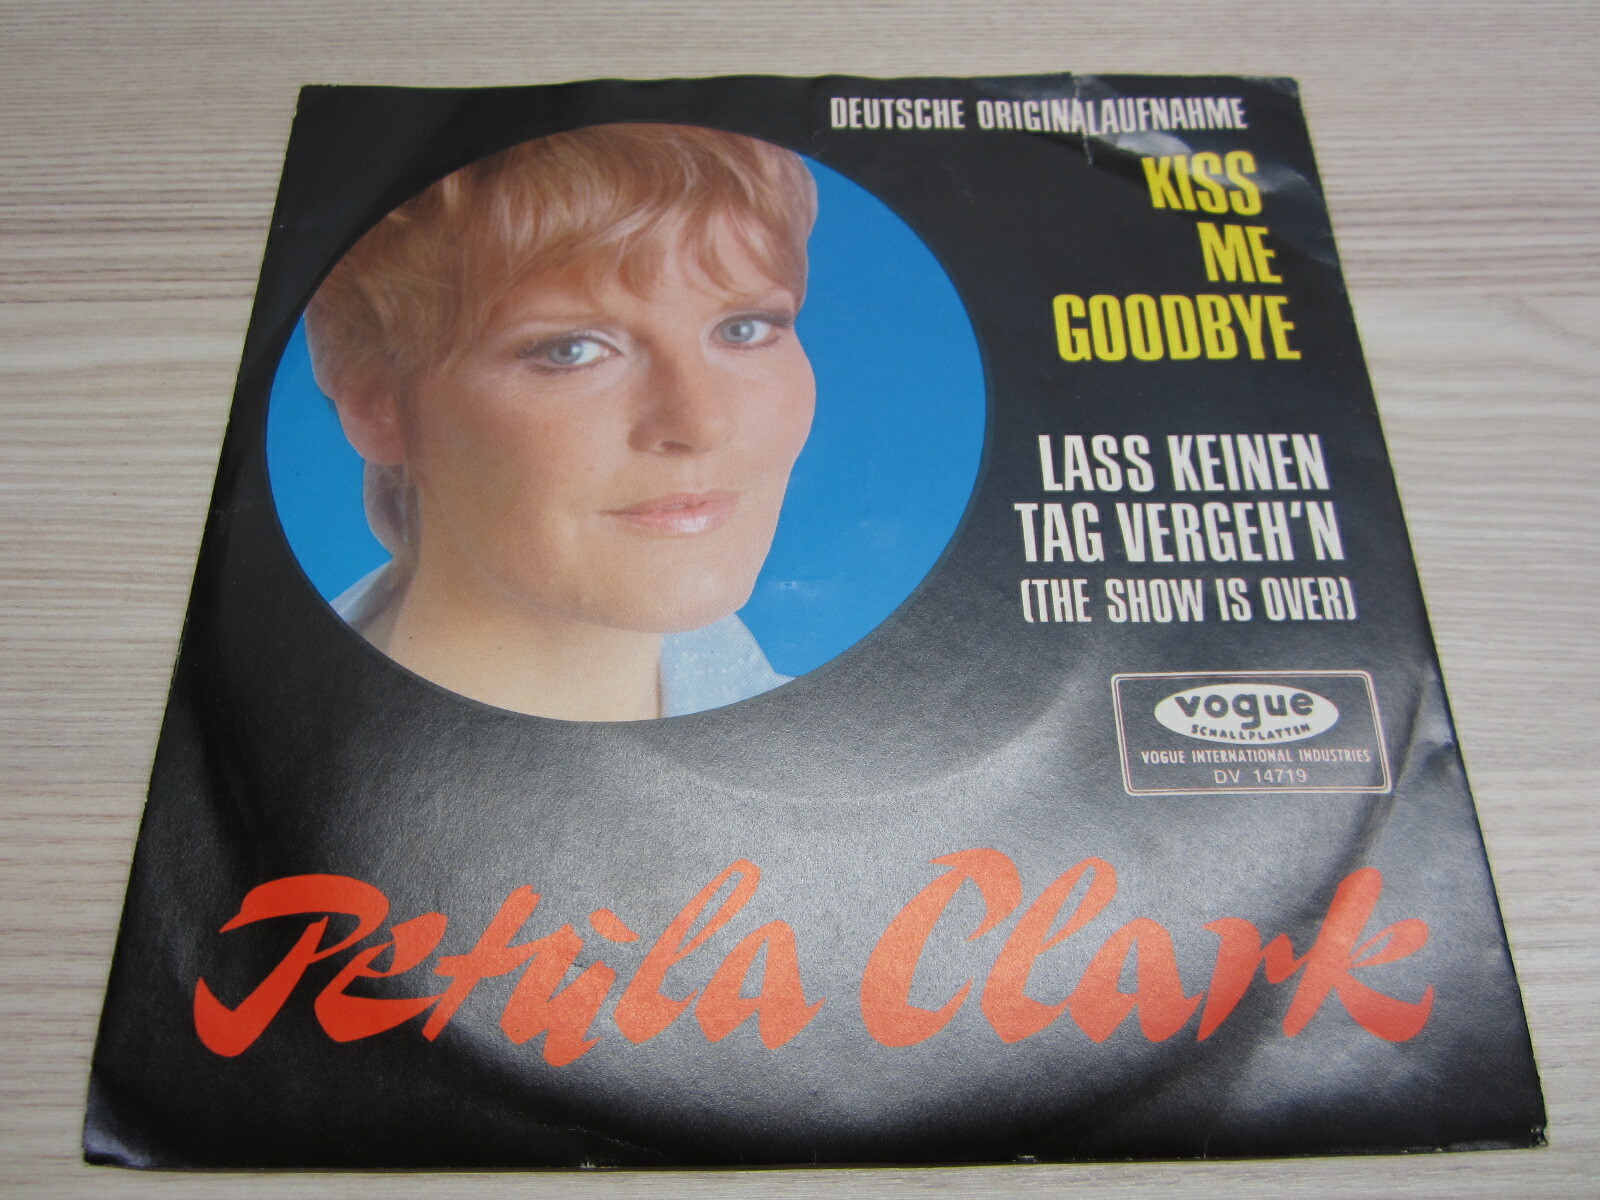 DEUTSCHE ORIGINALAUFNAHME
KISS
ME
GOODBYE
LASS KEINEN
TAG VERGEH'N
(THE SHOW IS OVER)
vogue
SCHALLPLATTEN
VOGUE INTERNATIONAL INDUSTRIES
DV 14719
Petùla Clark